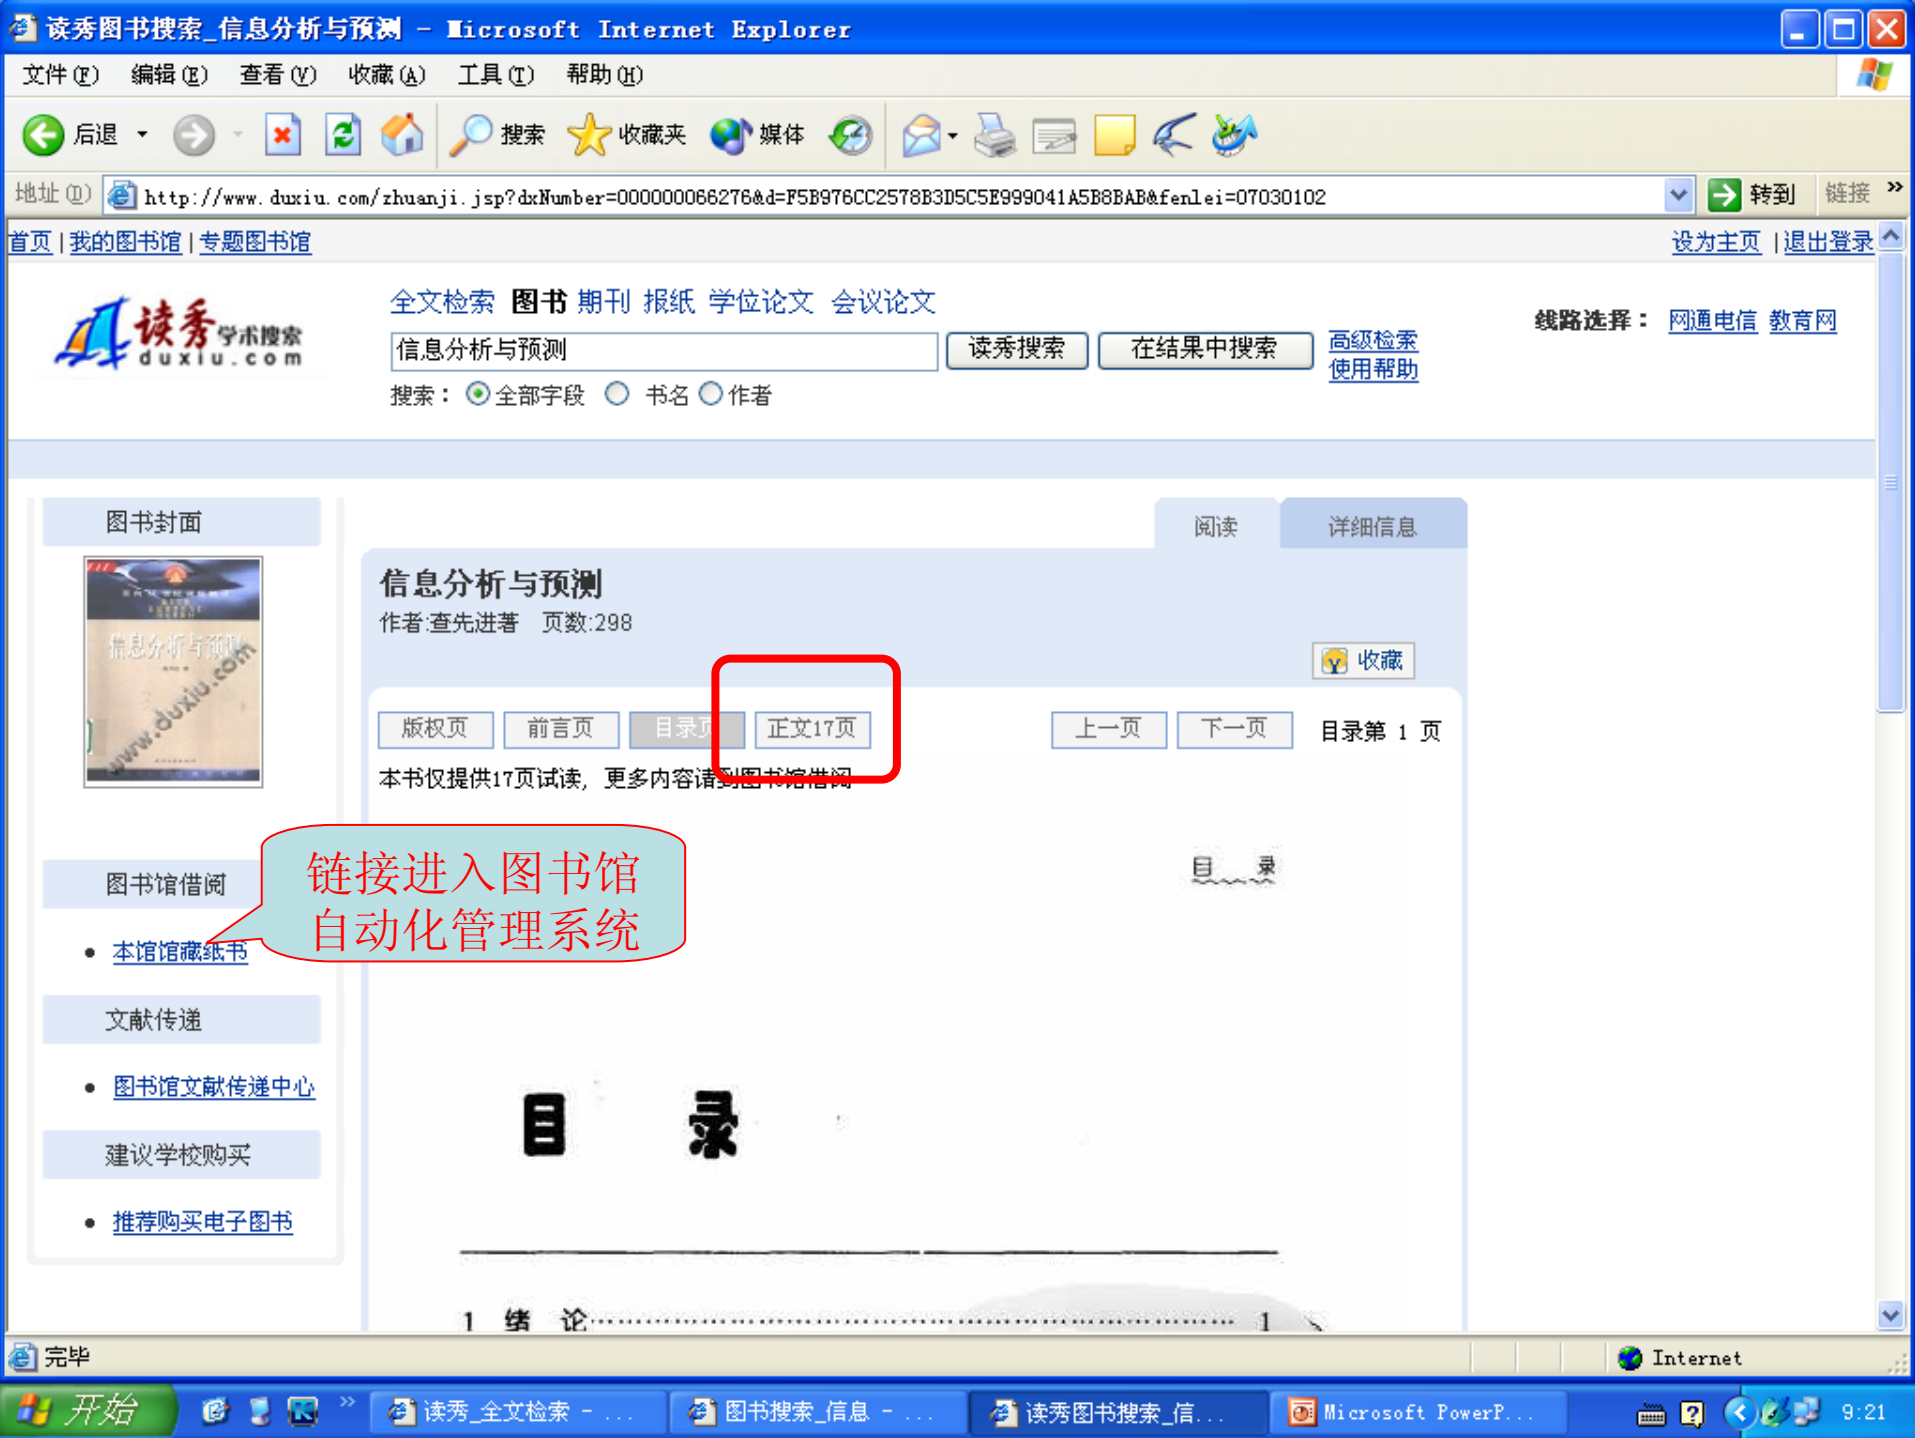 读秀图书搜索_信息分析与预测 - Microsoft Internet Explorer
文件(F) 编辑(E) 查看(V) 收藏(A) 工具(T) 帮助(H)
后退 搜索 收藏夹 媒体
地址(D) http://www.duxiu.com/zhuanji.jsp?dxNumber=000000066276&d=F5B976CC2578B3D5C5E999041A5B8BAB&fenlei=07030102 转到 链接 »
首页 | 我的图书馆 | 专题图书馆 设为主页 | 退出登录
读秀 学术搜索
duxiu.com
全文检索 图书 期刊 报纸 学位论文 会议论文
线路选择： 网通电信 教育网
信息分析与预测 读秀搜索 在结果中搜索 高级检索
使用帮助
搜索： 全部字段 书名 作者
图书封面 阅读 详细信息
信息分析与预测
作者:查先进著 页数:298
信息分析与预测
www.duxiu.com
收藏
版权页 前言页 目录页 正文17页 上一页 下一页 目录第 1 页
本书仅提供17页试读，更多内容请到图书馆借阅
链接进入图书馆
自动化管理系统
目 录
图书馆借阅
本馆馆藏纸书
文献传递
图书馆文献传递中心
目 录
建议学校购买
推荐购买电子图书
1 绪 论…………………………………………… 1
完毕 Internet
开始 » 读秀_全文检索 - ... 图书搜索_信息 - ... 读秀图书搜索_信... Microsoft PowerP... 9:21